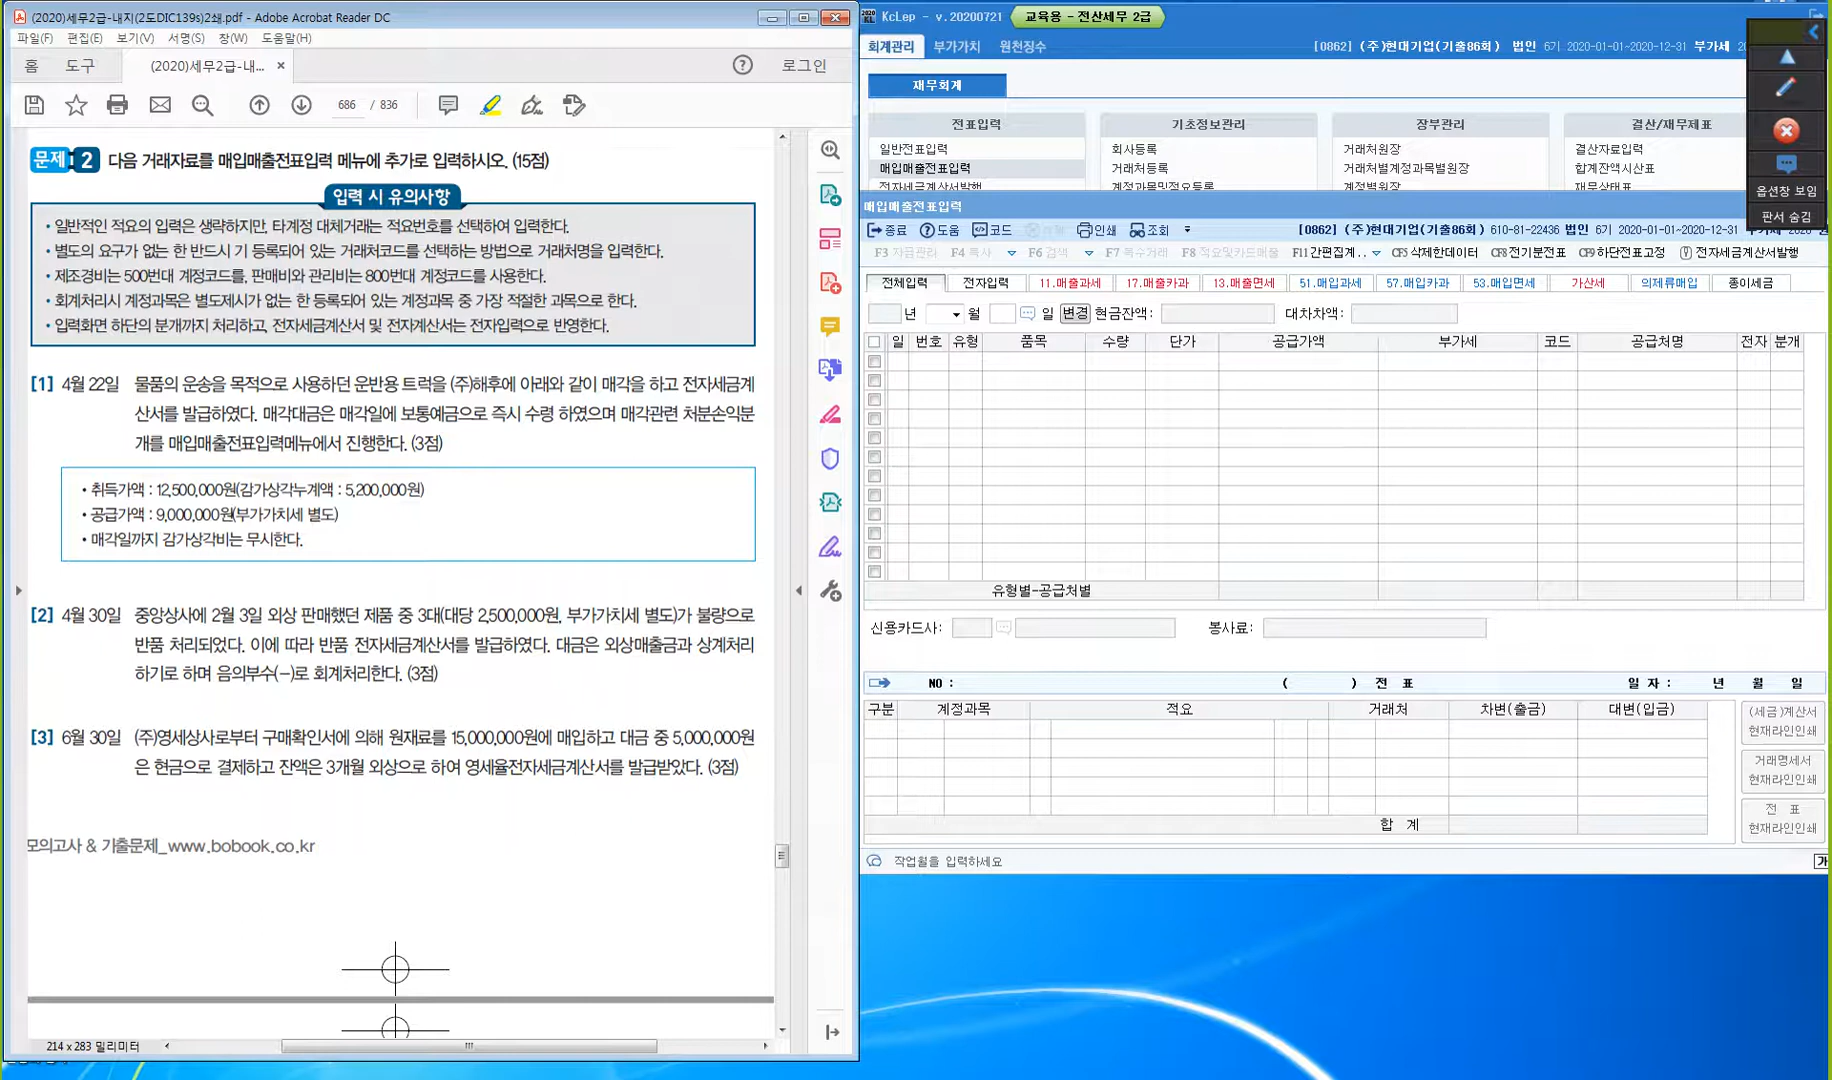 (2020)세무2급-내지(2도DIC139s)2쇄.pdf - Adobe Acrobat Reader DC
파일(F) 편집(E) 보기(V) 서명(S) 창(W) 도움말(H)
홈 도구 (2020)세무2급-내... × 로그인
686 / 836
문제 2 다음 거래자료를 매입매출전표입력 메뉴에 추가로 입력하시오. (15점)
입력 시 유의사항
• 일반적인 적요의 입력은 생략하지만, 타계정 대체거래는 적요번호를 선택하여 입력한다.
• 별도의 요구가 없는 한 반드시 기 등록되어 있는 거래처코드를 선택하는 방법으로 거래처명을 입력한다.
• 제조경비는 500번대 계정코드를, 판매비와 관리비는 800번대 계정코드를 사용한다.
• 회계처리시 계정과목은 별도제시가 없는 한 등록되어 있는 계정과목 중 가장 적절한 과목으로 한다.
• 입력화면 하단의 분개까지 처리하고, 전자세금계산서 및 전자계산서는 전자입력으로 반영한다.
[1] 4월 22일 물품의 운송을 목적으로 사용하던 운반용 트럭을 (주)해후에 아래와 같이 매각을 하고 전자세금계
산서를 발급하였다. 매각대금은 매각일에 보통예금으로 즉시 수령 하였으며 매각관련 처분손익분
개를 매입매출전표입력메뉴에서 진행한다. (3점)
• 취득가액 : 12,500,000원(감가상각누계액 : 5,200,000원)
• 공급가액 : 9,000,000원(부가가치세 별도)
• 매각일까지 감가상각비는 무시한다.
[2] 4월 30일 중앙상사에 2월 3일 외상 판매했던 제품 중 3대(대당 2,500,000원, 부가가치세 별도)가 불량으로
반품 처리되었다. 이에 따라 반품 전자세금계산서를 발급하였다. 대금은 외상매출금과 상계처리
하기로 하며 음의부수(-)로 회계처리한다. (3점)
[3] 6월 30일 (주)영세상사로부터 구매확인서에 의해 원재료를 15,000,000원에 매입하고 대금 중 5,000,000원
은 현금으로 결제하고 잔액은 3개월 외상으로 하여 영세율전자세금계산서를 발급받았다. (3점)
모의고사 & 기출문제_www.bobook.co.kr
214 x 283 밀리미터
KcLep - v.20200721 교육용 - 전산세무 2급
회계관리 부가가치 원천징수 [0862] (주)현대기업(기출86회) 법인 6기 2020-01-01~2020-12-31 부가세 20
재무회계
전표입력 기초정보관리 장부관리 결산/재무제표
일반전표입력 회사등록 거래처원장 결산자료입력
매입매출전표입력 거래처등록 거래처별계정과목별원장 합계잔액시산표
전자세금계산서발행 계정과목및적요등록 계정별원장 재무상태표
옵션창 보임
판서 숨김
매입매출전표입력
종료 도움 코드 삭제 인쇄 조회 [0862] (주)현대기업(기출86회) 610-81-22436 법인 6기 2020-01-01~2020-12-31 부가세
F3 자금관리 F4 복사 F6 검색 F7 복수거래 F8 적요및카드매출 F11간편집계.. CF5 삭제한데이터 CF8 전기분전표 CF9 하단전표고정 전자세금계산서발행
전체입력 전자입력 11.매출과세 17.매출카과 13.매출면세 51.매입과세 57.매입카과 53.매입면세 가산세 의제류매입 종이세금
년 월 일 변경 현금잔액: 대차차액:
일 번호 유형 품목 수량 단가 공급가액 부가세 코드 공급처명 전자 분개
유형별-공급처별
신용카드사: 봉사료:
NO : ( ) 전 표 일 자 : 년 월 일
구분 계정과목 적요 거래처 차변(출금) 대변(입금)
(세금)계산서
현재라인인쇄
거래명세서
현재라인인쇄
전 표
현재라인인쇄
합 계
작업월을 입력하세요